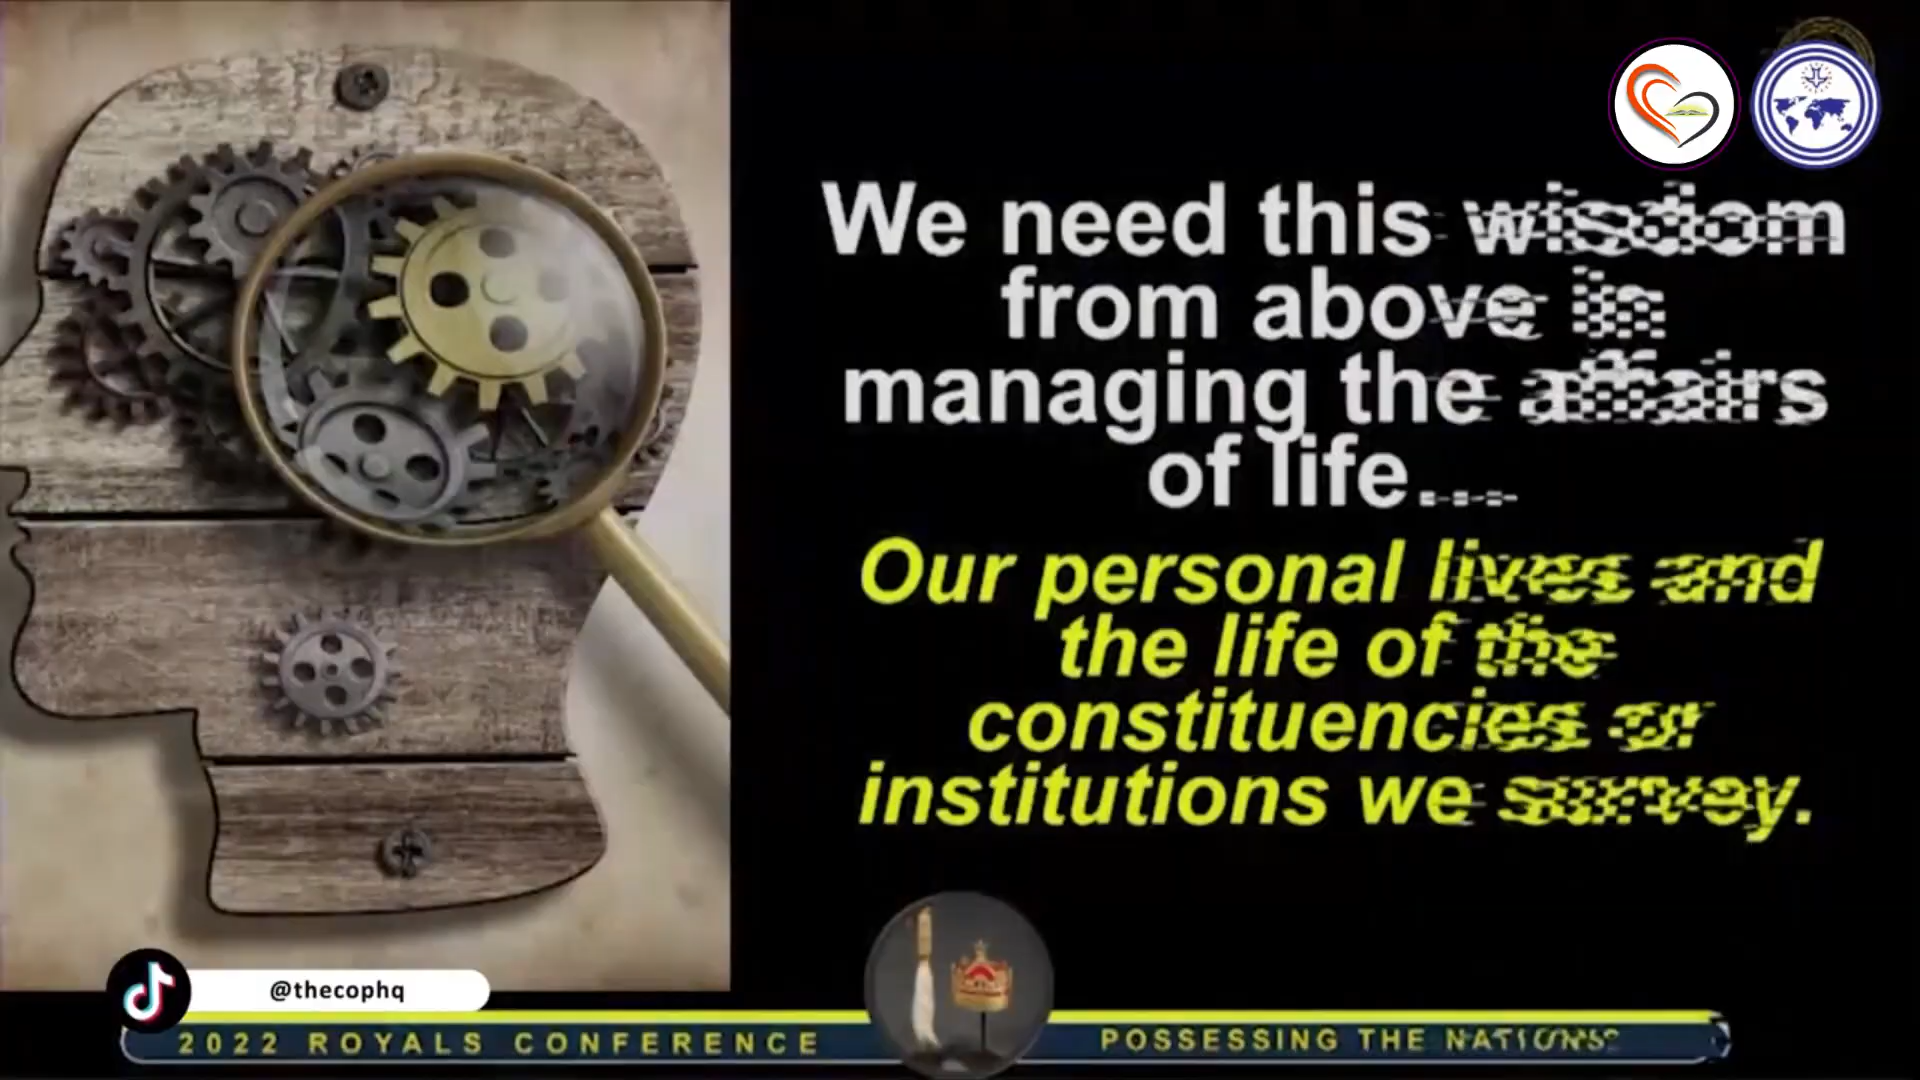 We need this wisdom
from above in
managing the affairs
of life...
Our personal lives and
the life of the
constituencies or
institutions we survey.
@thecophq
2022 ROYALS CONFERENCE
POSSESSING THE NATIONS